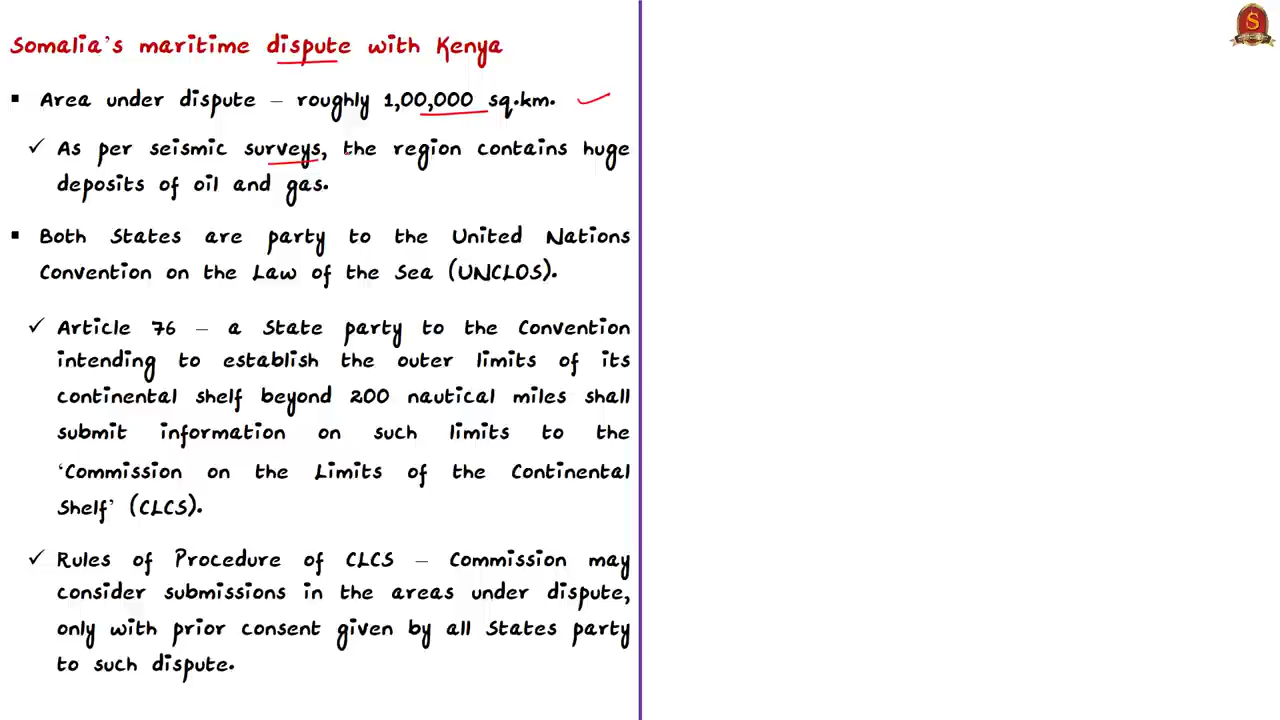 Somalia's maritime dispute with Kenya
▪ Area under dispute – roughly 1,00,000 sq.km.
✓ As per seismic surveys, the region contains huge
deposits of oil and gas.
▪ Both States are party to the United Nations
Convention on the Law of the Sea (UNCLOS).
✓ Article 76 – a State party to the Convention
intending to establish the outer limits of its
continental shelf beyond 200 nautical miles shall
submit information on such limits to the
‘Commission on the Limits of the Continental
Shelf’ (CLCS).
✓ Rules of Procedure of CLCS – Commission may
consider submissions in the areas under dispute,
only with prior consent given by all States party
to such dispute.
S